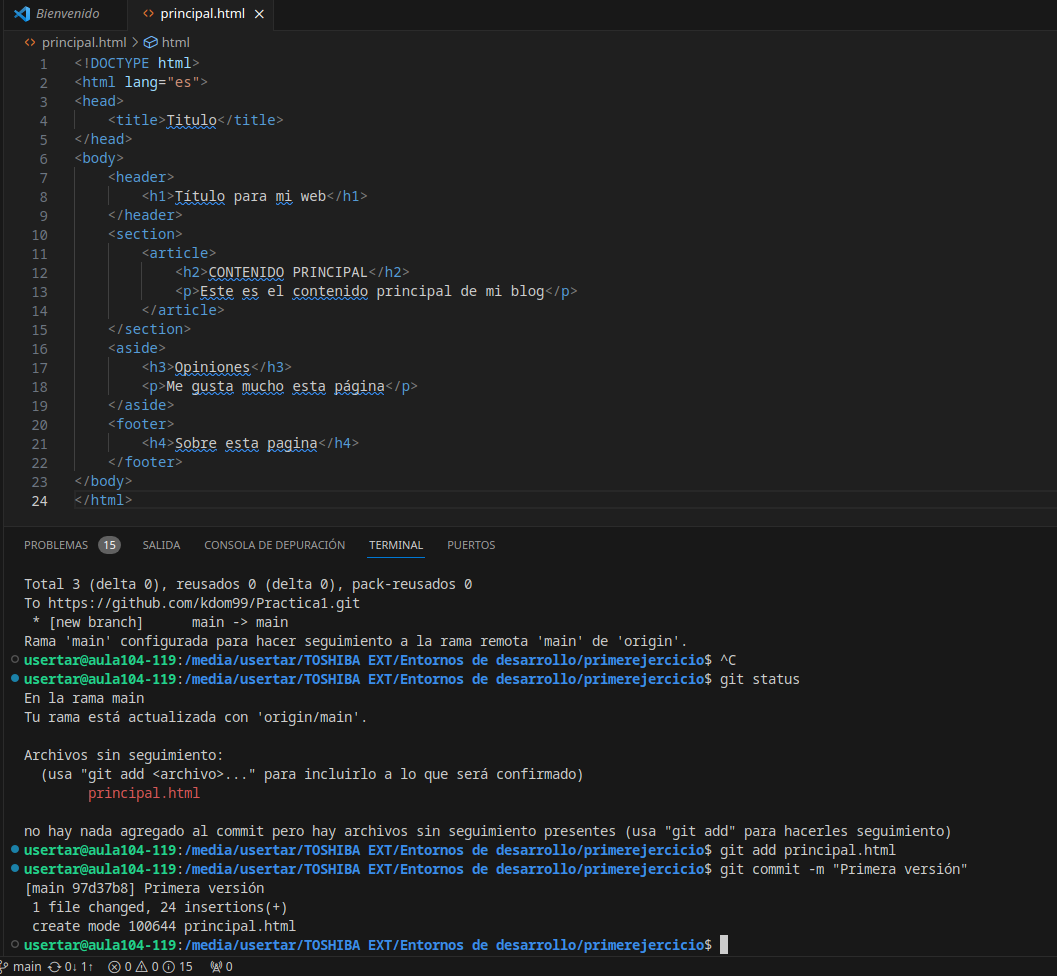 Bienvenido principal.html
principal.html > html
1 <!DOCTYPE html>
2 <html lang="es">
3 <head>
4 <title>Titulo</title>
5 </head>
6 <body>
7 <header>
8 <h1>Título para mi web</h1>
9 </header>
10 <section>
11 <article>
12 <h2>CONTENIDO PRINCIPAL</h2>
13 <p>Este es el contenido principal de mi blog</p>
14 </article>
15 </section>
16 <aside>
17 <h3>Opiniones</h3>
18 <p>Me gusta mucho esta página</p>
19 </aside>
20 <footer>
21 <h4>Sobre esta pagina</h4>
22 </footer>
23 </body>
24 </html>
PROBLEMAS 15 SALIDA CONSOLA DE DEPURACIÓN TERMINAL PUERTOS
Total 3 (delta 0), reusados 0 (delta 0), pack-reusados 0
To https://github.com/kdom99/Practica1.git
* [new branch] main -> main
Rama 'main' configurada para hacer seguimiento a la rama remota 'main' de 'origin'.
usertar@aula104-119:/media/usertar/TOSHIBA EXT/Entornos de desarrollo/primerejercicio$ ^C
usertar@aula104-119:/media/usertar/TOSHIBA EXT/Entornos de desarrollo/primerejercicio$ git status
En la rama main
Tu rama está actualizada con 'origin/main'.
Archivos sin seguimiento:
(usa "git add <archivo>..." para incluirlo a lo que será confirmado)
principal.html
no hay nada agregado al commit pero hay archivos sin seguimiento presentes (usa "git add" para hacerles seguimiento)
usertar@aula104-119:/media/usertar/TOSHIBA EXT/Entornos de desarrollo/primerejercicio$ git add principal.html
usertar@aula104-119:/media/usertar/TOSHIBA EXT/Entornos de desarrollo/primerejercicio$ git commit -m "Primera versión"
[main 97d37b8] Primera versión
1 file changed, 24 insertions(+)
create mode 100644 principal.html
usertar@aula104-119:/media/usertar/TOSHIBA EXT/Entornos de desarrollo/primerejercicio$
main 0↓ 1↑ 0 0 15 0